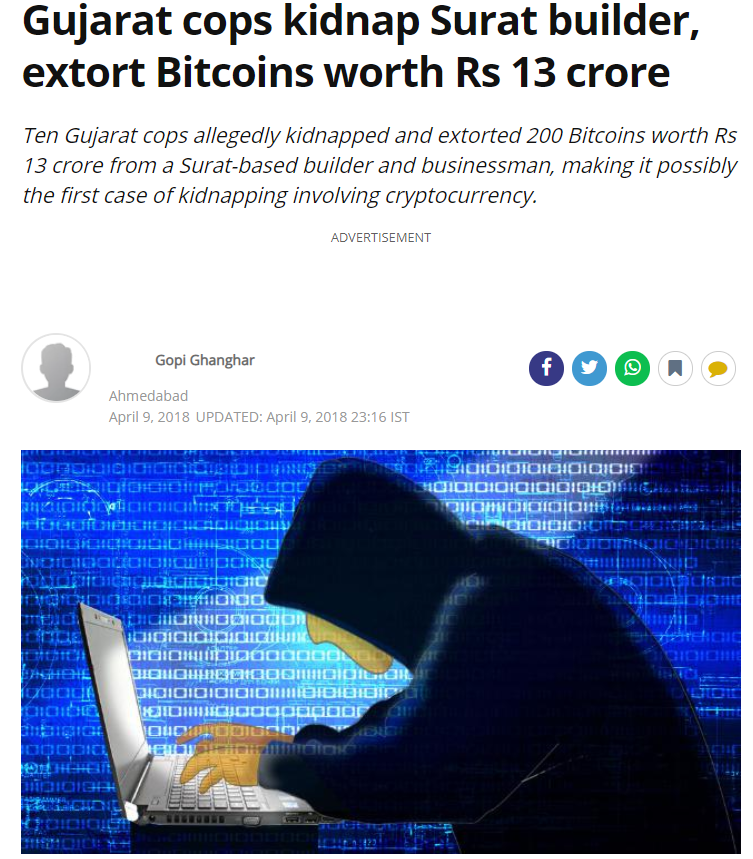 Gujarat cops kidnap Surat builder,
extort Bitcoins worth Rs 13 crore
Ten Gujarat cops allegedly kidnapped and extorted 200 Bitcoins worth Rs
13 crore from a Surat-based builder and businessman, making it possibly
the first case of kidnapping involving cryptocurrency.
ADVERTISEMENT
Gopi Ghanghar
Ahmedabad
April 9, 2018 UPDATED: April 9, 2018 23:16 IST